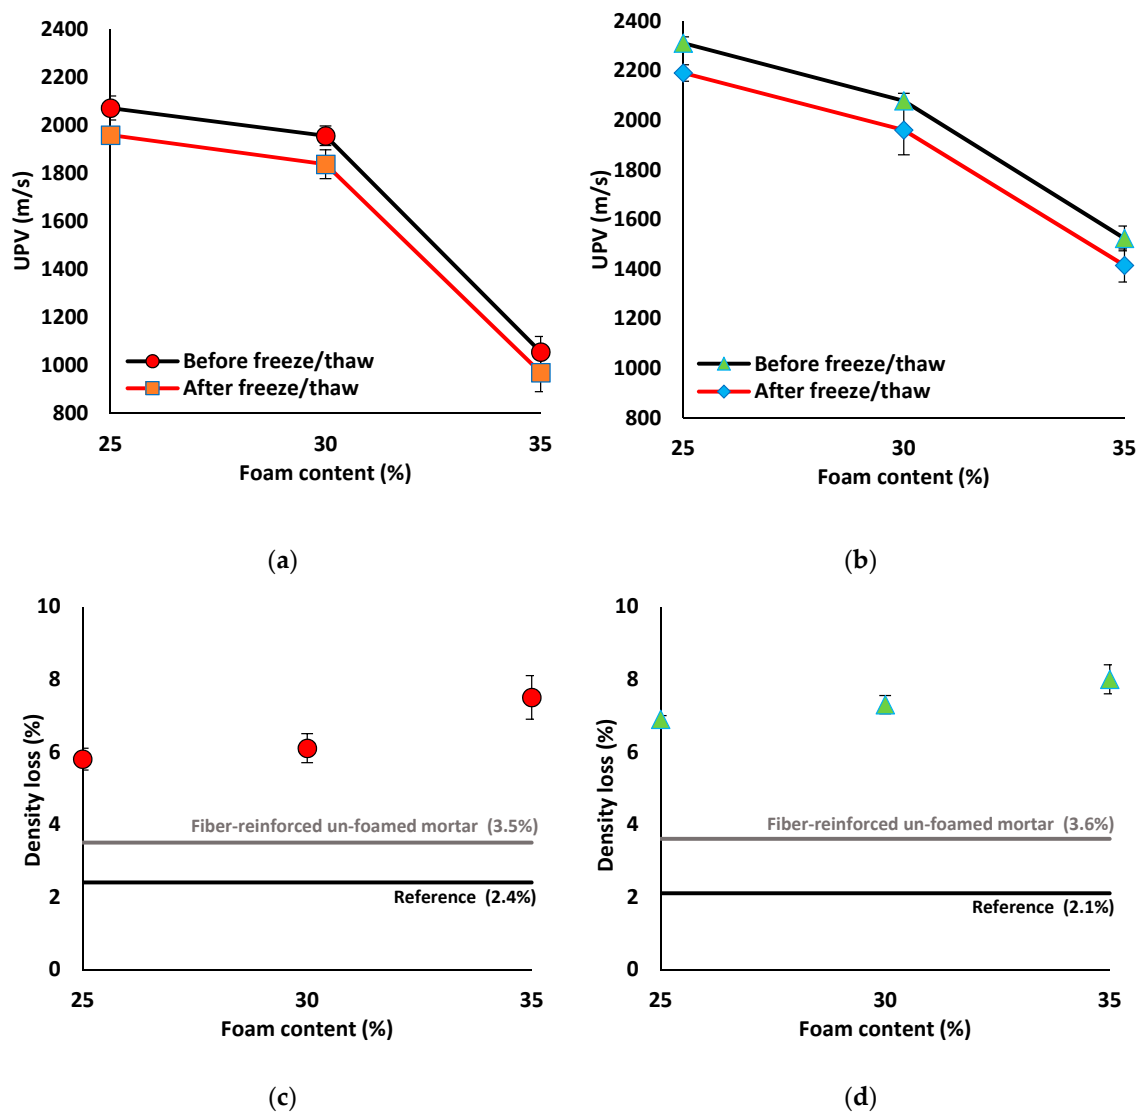 2400
2200
2000
1800
1600
1400
1200
1000
800
UPV (m/s)
Before freeze/thaw
After freeze/thaw
25
30
35
Foam content (%)
(a)
2400
2200
2000
1800
1600
1400
1200
1000
800
UPV (m/s)
Before freeze/thaw
After freeze/thaw
25
30
35
Foam content (%)
(b)
10
8
6
4
2
0
Density loss (%)
Fiber-reinforced un-foamed mortar (3.5%)
Reference (2.4%)
25
30
35
Foam content (%)
(c)
10
8
6
4
2
0
Density loss (%)
Fiber-reinforced un-foamed mortar (3.6%)
Reference (2.1%)
25
30
35
Foam content (%)
(d)